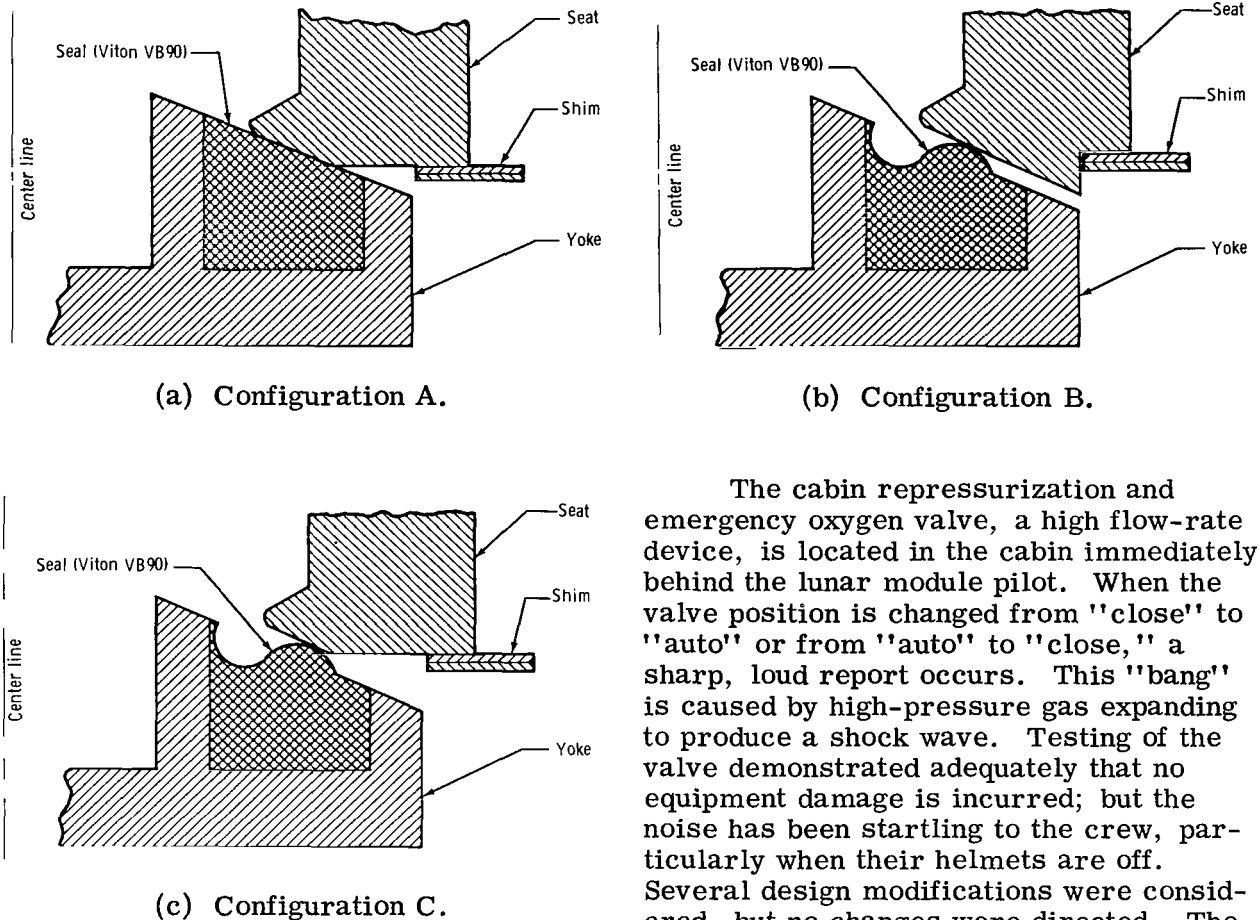 Seat
Seal (Viton VB90)
Shim
Center line
Yoke
(a) Configuration A.
Seat
Seal (Viton VB90)
Shim
Center line
Yoke
(b) Configuration B.
Seat
Seal (Viton VB90)
Shim
Center line
Yoke
(c) Configuration C.
The cabin repressurization and
emergency oxygen valve, a high flow-rate
device, is located in the cabin immediately
behind the lunar module pilot. When the
valve position is changed from "close" to
"auto" or from "auto" to "close," a
sharp, loud report occurs. This "bang"
is caused by high-pressure gas expanding
to produce a shock wave. Testing of the
valve demonstrated adequately that no
equipment damage is incurred; but the
noise has been startling to the crew, par-
ticularly when their helmets are off.
Several design modifications were consid-
ered, but no changes were directed. The